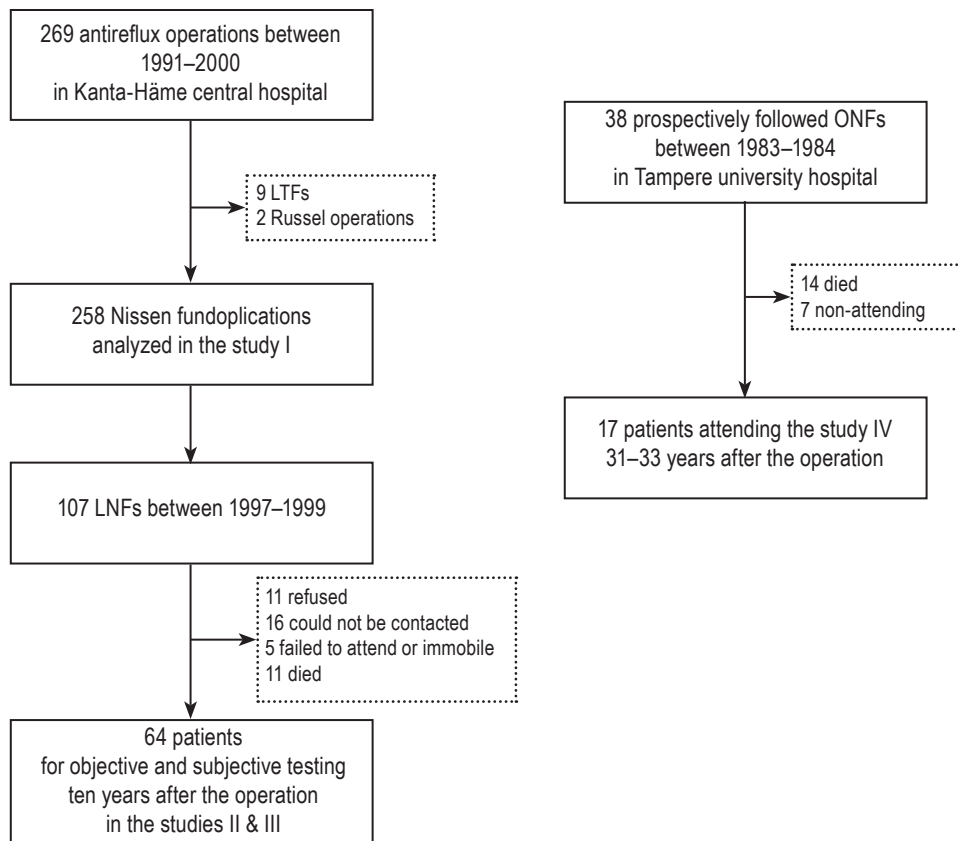 269 antireflux operations between
1991–2000
in Kanta-Häme central hospital
9 LTFs
2 Russel operations
258 Nissen fundoplications
analyzed in the study I
107 LNFs between 1997–1999
11 refused
16 could not be contacted
5 failed to attend or immobile
11 died
64 patients
for objective and subjective testing
ten years after the operation
in the studies II & III
38 prospectively followed ONFs
between 1983–1984
in Tampere university hospital
14 died
7 non-attending
17 patients attending the study IV
31–33 years after the operation